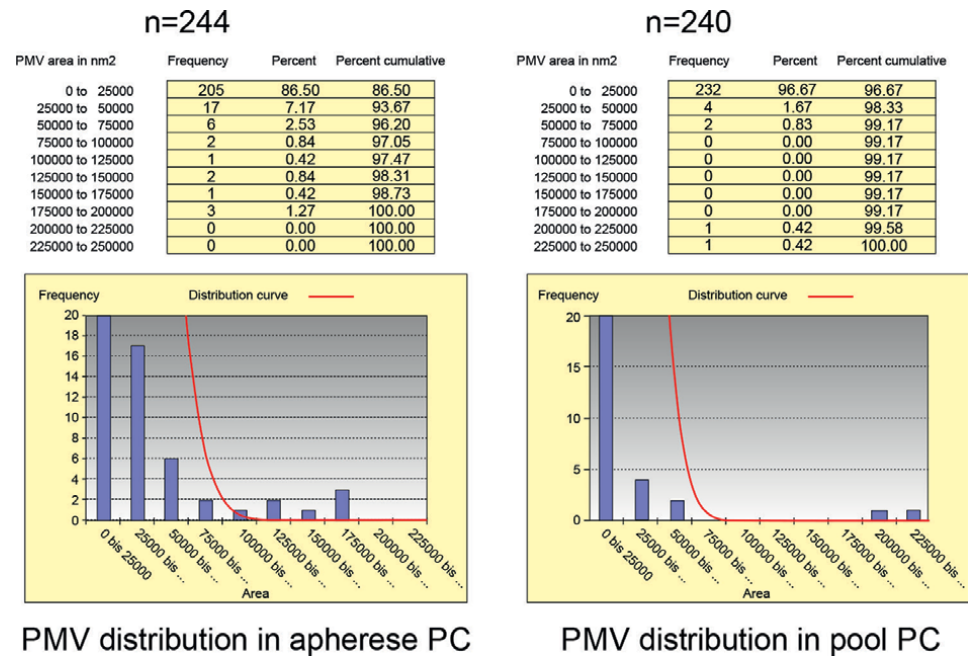 n=244
PMV area in nm2 Frequency Percent Percent cumulative
0 to 25000 205 86.50 86.50
25000 to 50000 17 7.17 93.67
50000 to 75000 6 2.53 96.20
75000 to 100000 2 0.84 97.05
100000 to 125000 1 0.42 97.47
125000 to 150000 2 0.84 98.31
150000 to 175000 1 0.42 98.73
175000 to 200000 3 1.27 100.00
200000 to 225000 0 0.00 100.00
225000 to 250000 0 0.00 100.00
Frequency Distribution curve
20
18
16
14
12
10
8
6
4
2
0
0 bis 25000
25000 bis ...
50000 bis ...
75000 bis ...
100000 bis ...
125000 bis ...
150000 bis ...
175000 bis ...
200000 bis ...
225000 bis ...
Area
PMV distribution in apherese PC
n=240
PMV area in nm2 Frequency Percent Percent cumulative
0 to 25000 232 96.67 96.67
25000 to 50000 4 1.67 98.33
50000 to 75000 2 0.83 99.17
75000 to 100000 0 0.00 99.17
100000 to 125000 0 0.00 99.17
125000 to 150000 0 0.00 99.17
150000 to 175000 0 0.00 99.17
175000 to 200000 0 0.00 99.17
200000 to 225000 1 0.42 99.58
225000 to 250000 1 0.42 100.00
Frequency Distribution curve
20
15
10
5
0
0 bis 25000
25000 bis ...
50000 bis ...
75000 bis ...
100000 bis ...
125000 bis ...
150000 bis ...
175000 bis ...
200000 bis ...
225000 bis ...
Area
PMV distribution in pool PC